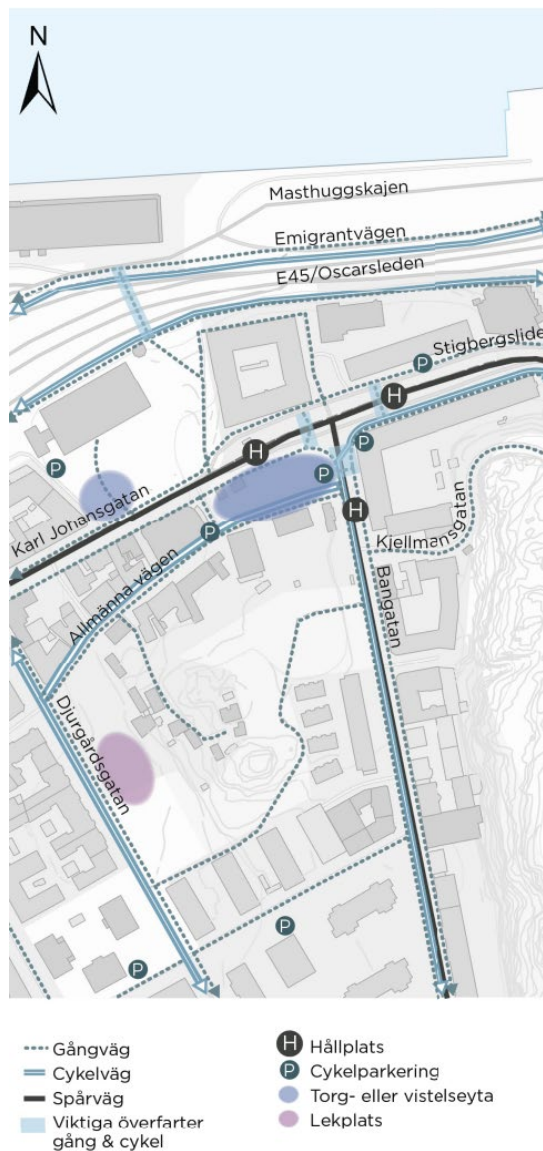 N
Masthuggskajen
Emigrantvägen
E45/Oscarsleden
Stigbergslide
P
H
H
P
P
P
Karl Johansgatan
H
P
Kjellmansgatan
Allmänna vägen
Bangatan
Djurgårdsgatan
P
P
Gångväg
Cykelväg
Spårväg
Viktiga överfarter
gång & cykel
H Hållplats
P Cykelparkering
Torg- eller vistelseyta
Lekplats